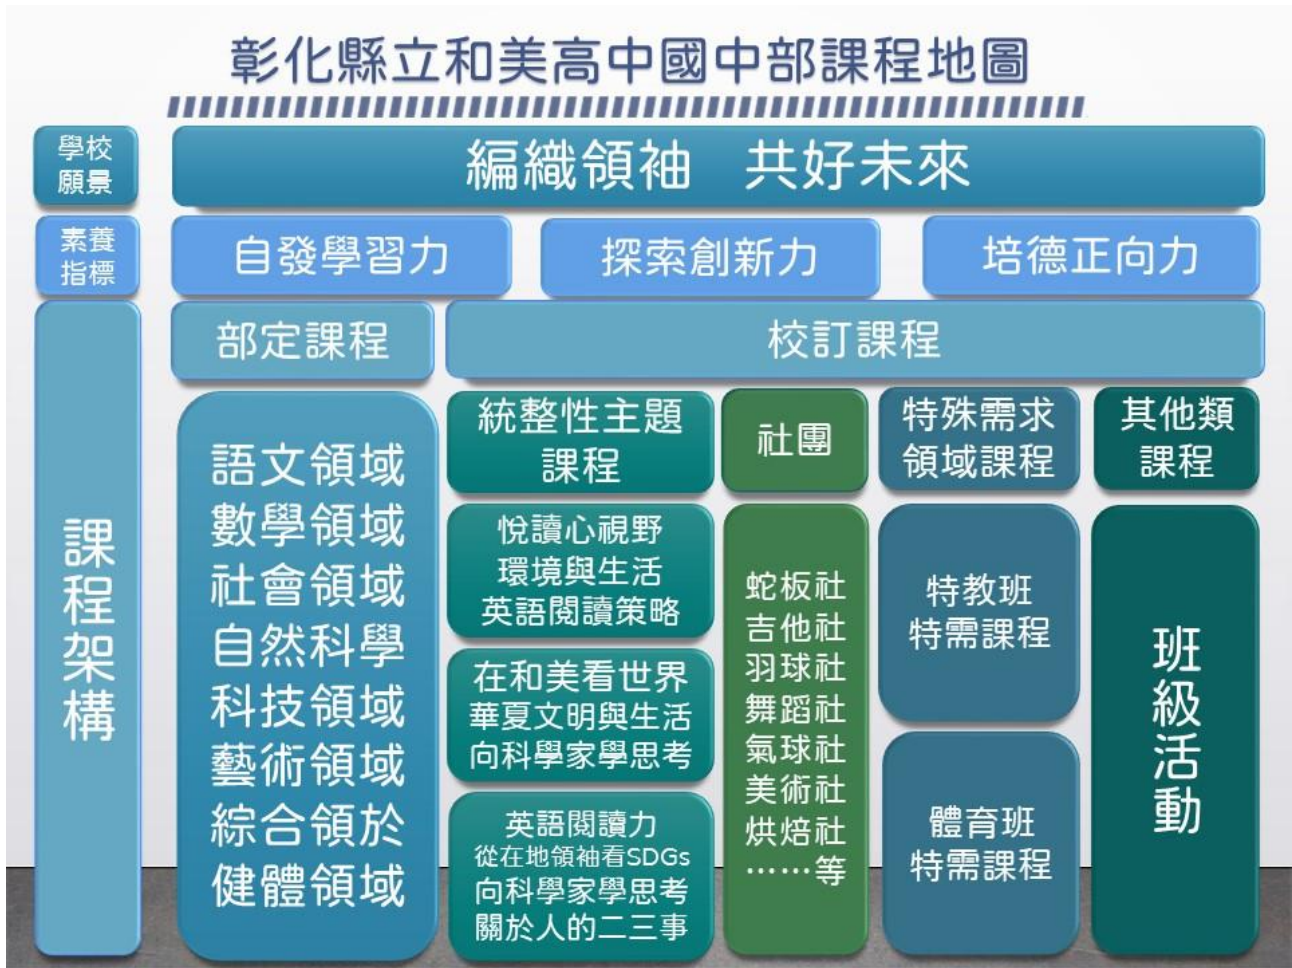 彰化縣立和美高中國中部課程地圖
學校
願景
編織領袖 共好未來
素養
指標
自發學習力
探索創新力
培德正向力
課程架構
部定課程
校訂課程
語文領域
數學領域
社會領域
自然科學
科技領域
藝術領域
綜合領於
健體領域
統整性主題
課程
悅讀心視野
環境與生活
英語閱讀策略
在和美看世界
華夏文明與生活
向科學家學思考
英語閱讀力
從在地領袖看SDGs
向科學家學思考
關於人的二三事
社團
蛇板社
吉他社
羽球社
舞蹈社
氣球社
美術社
烘焙社
⋯⋯等
特殊需求
領域課程
特教班
特需課程
體育班
特需課程
其他類
課程
班級活動